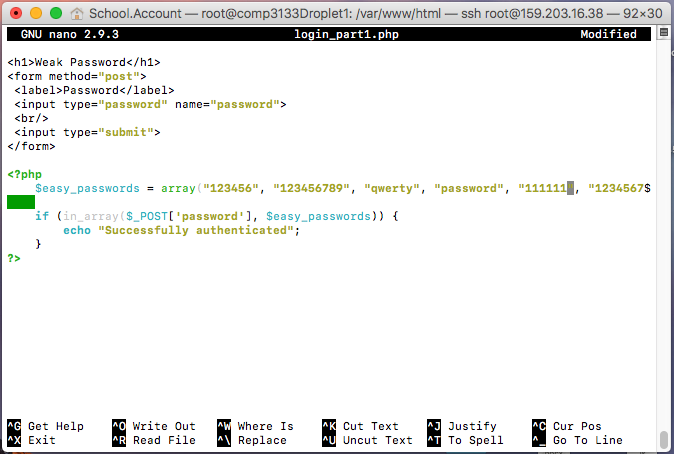 School.Account — root@comp3133Droplet1: /var/www/html — ssh root@159.203.16.38 — 92×30
GNU nano 2.9.3 login_part1.php Modified
<h1>Weak Password</h1>
<form method="post">
<label>Password</label>
<input type="password" name="password">
<br/>
<input type="submit">
</form>
<?php
$easy_passwords = array("123456", "123456789", "qwerty", "password", "111111", "1234567$
if (in_array($_POST['password'], $easy_passwords)) {
echo "Successfully authenticated";
}
?>
^G Get Help ^O Write Out ^W Where Is ^K Cut Text ^J Justify ^C Cur Pos
^X Exit ^R Read File ^\ Replace ^U Uncut Text ^T To Spell ^_ Go To Line